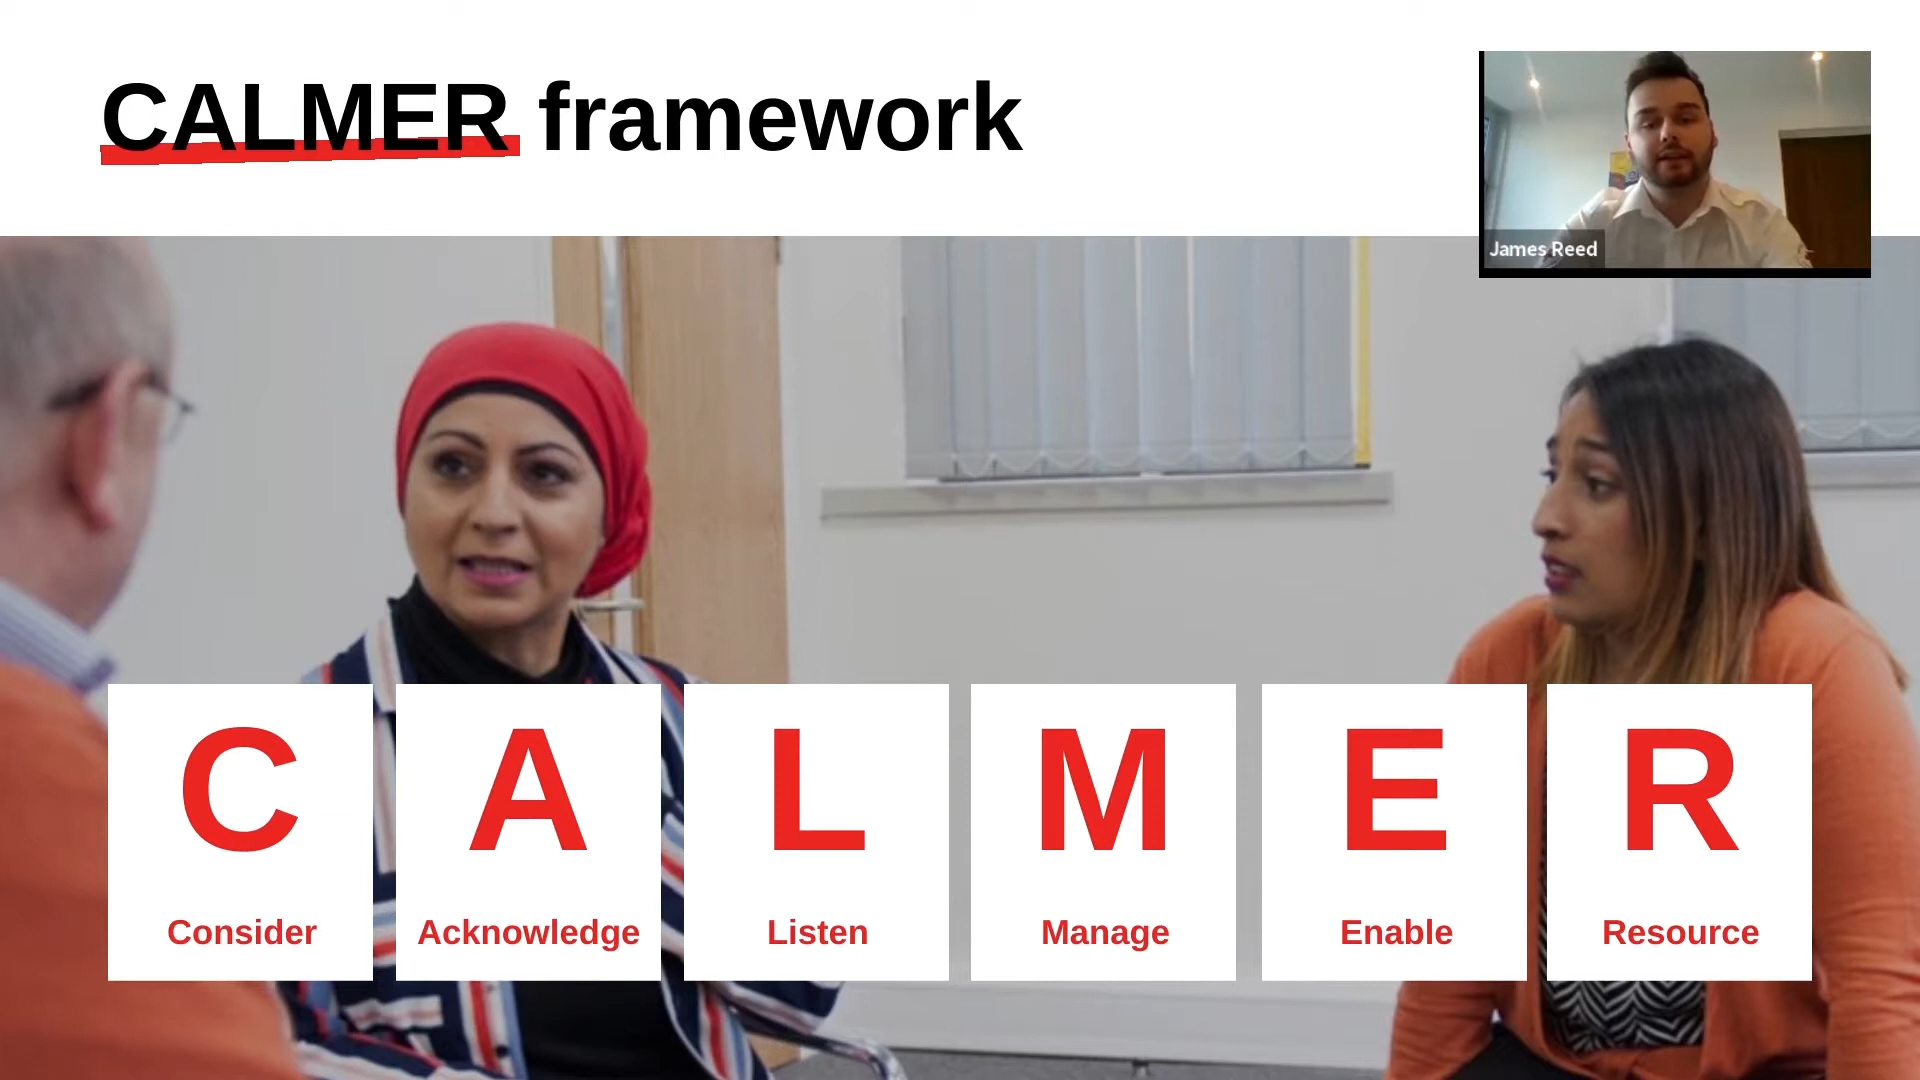 CALMER framework
James Reed
C A L M E R
Consider Acknowledge Listen Manage Enable Resource